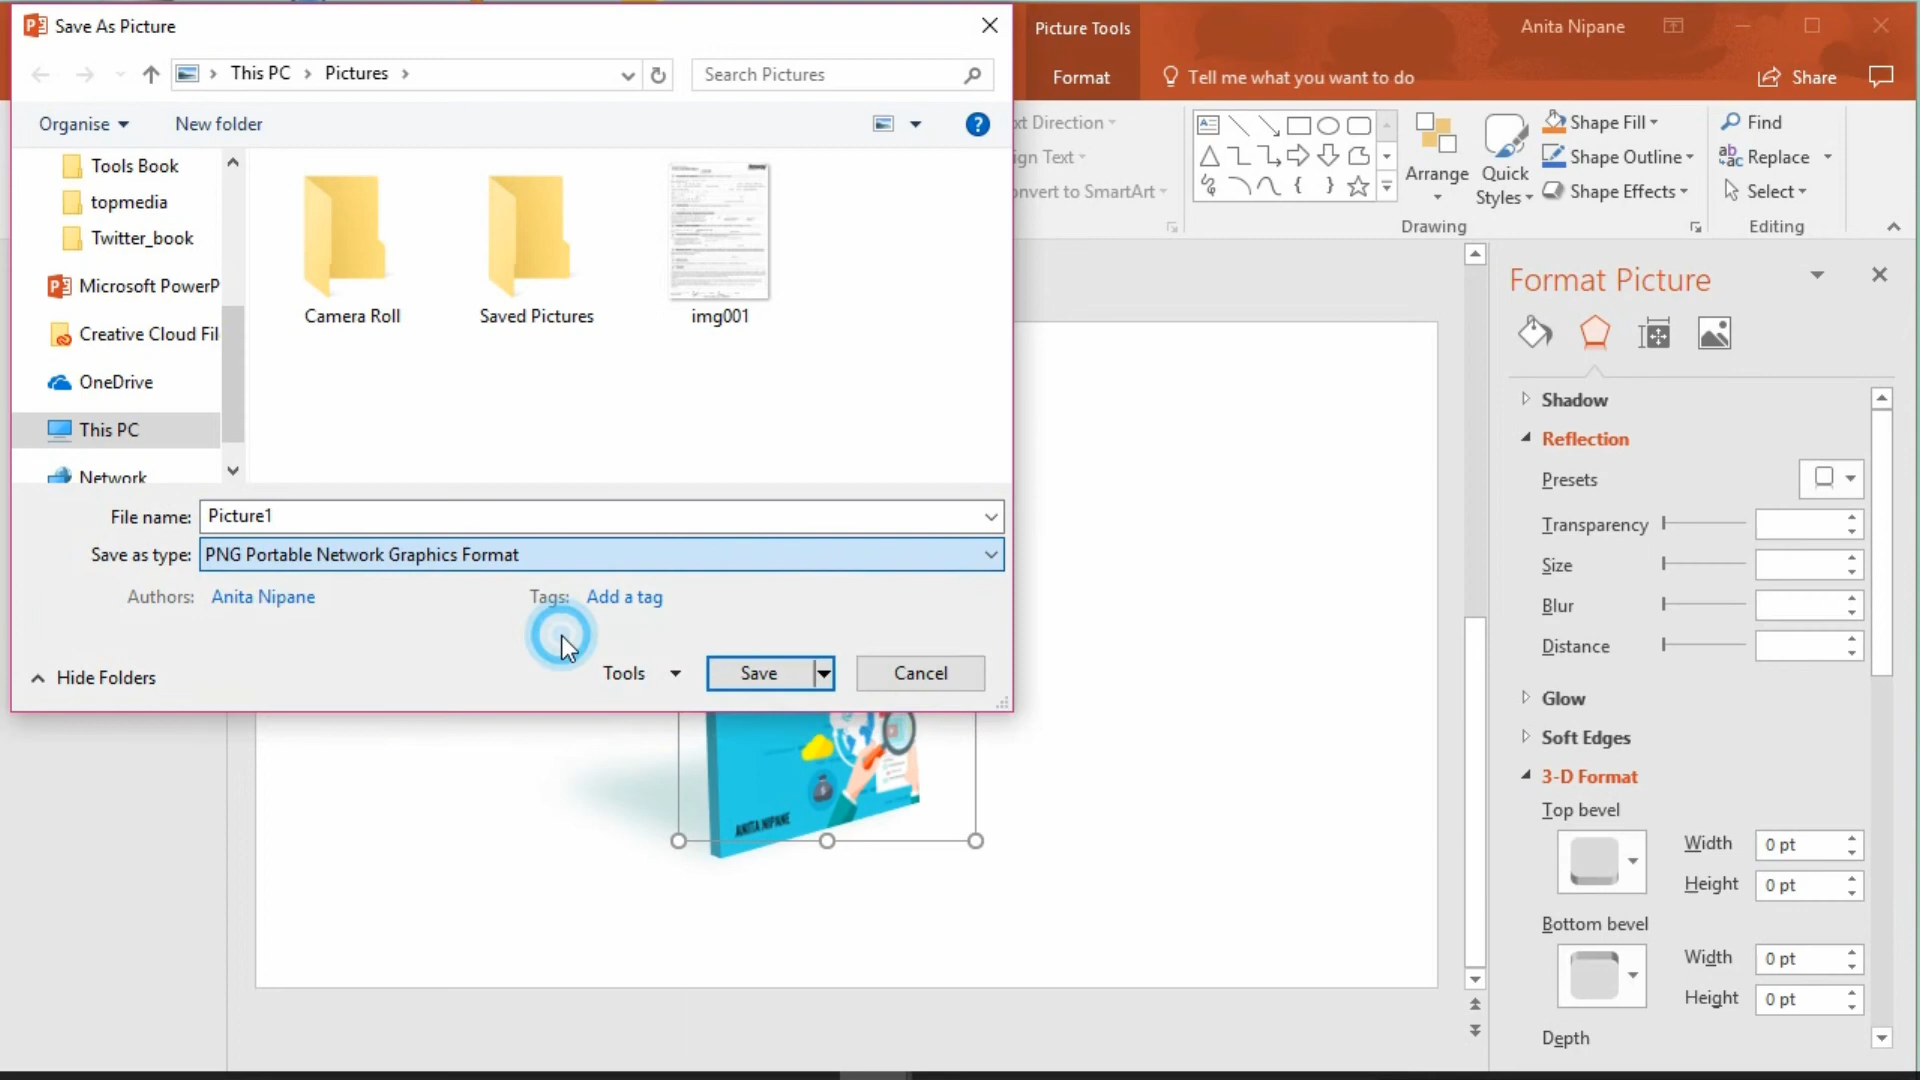 Save As Picture
This PC
Pictures
Search Pictures
Organise
New folder
Tools Book
topmedia
Twitter_book
Microsoft PowerP
Creative Cloud Fil
OneDrive
This PC
Network
Camera Roll
Saved Pictures
img001
File name:
Picture1
Save as type:
PNG Portable Network Graphics Format
Authors:
Anita Nipane
Tags:
Add a tag
Hide Folders
Tools
Save
Cancel
Picture Tools
Anita Nipane
Format
Tell me what you want to do
Share
xt Direction
ign Text
onvert to SmartArt
Arrange
Quick
Styles
Shape Fill
Shape Outline
Shape Effects
Drawing
Find
Replace
Select
Editing
ANITA NIPANE
Format Picture
Shadow
Reflection
Presets
Transparency
Size
Blur
Distance
Glow
Soft Edges
3-D Format
Top bevel
Width
0 pt
Height
0 pt
Bottom bevel
Width
0 pt
Height
0 pt
Depth